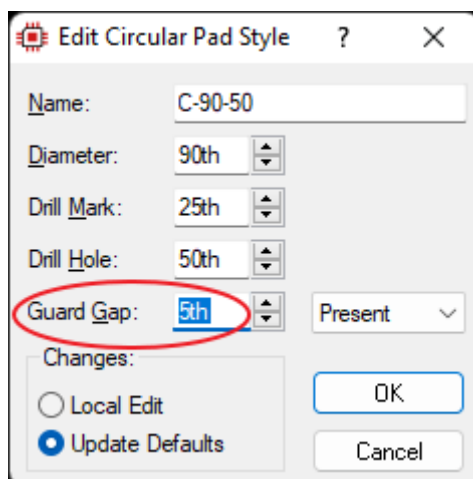 Edit Circular Pad Style ?
Name: C-90-50
Diameter: 90th
Drill Mark: 25th
Drill Hole: 50th
Guard Gap: 5th Present
Changes:
Local Edit
OK
Update Defaults
Cancel